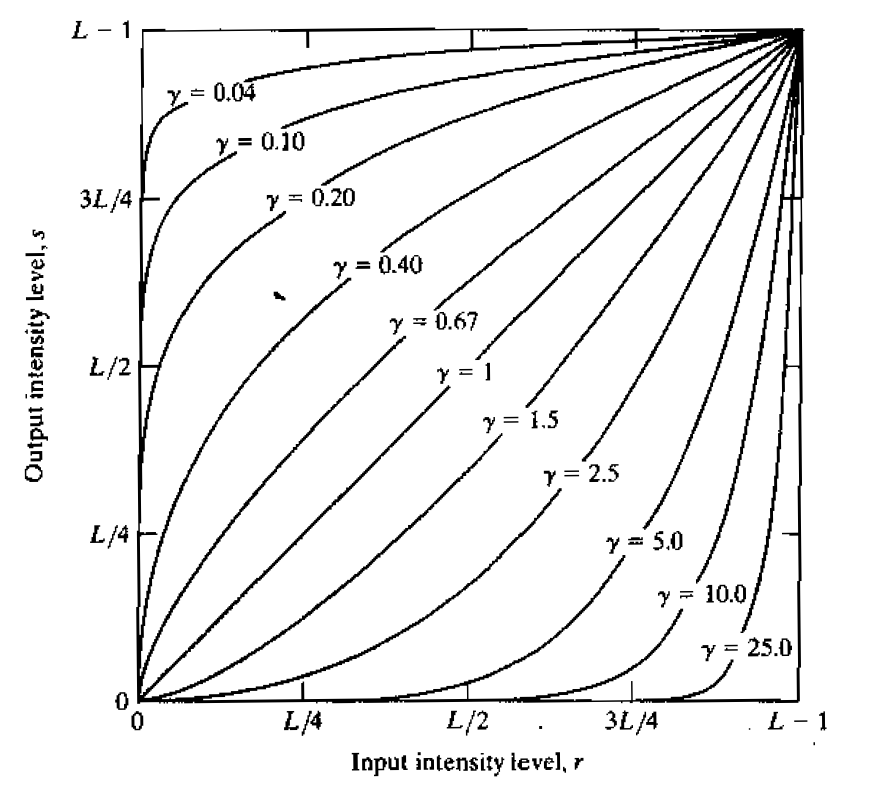 L − 1
γ = 0.04
γ = 0.10
3L/4
γ = 0.20
γ = 0.40
γ = 0.67
L/2
γ = 1
γ = 1.5
γ = 2.5
L/4
γ = 5.0
γ = 10.0
γ = 25.0
0
0
L/4
L/2
3L/4
L − 1
Output intensity level, s
Input intensity level, r